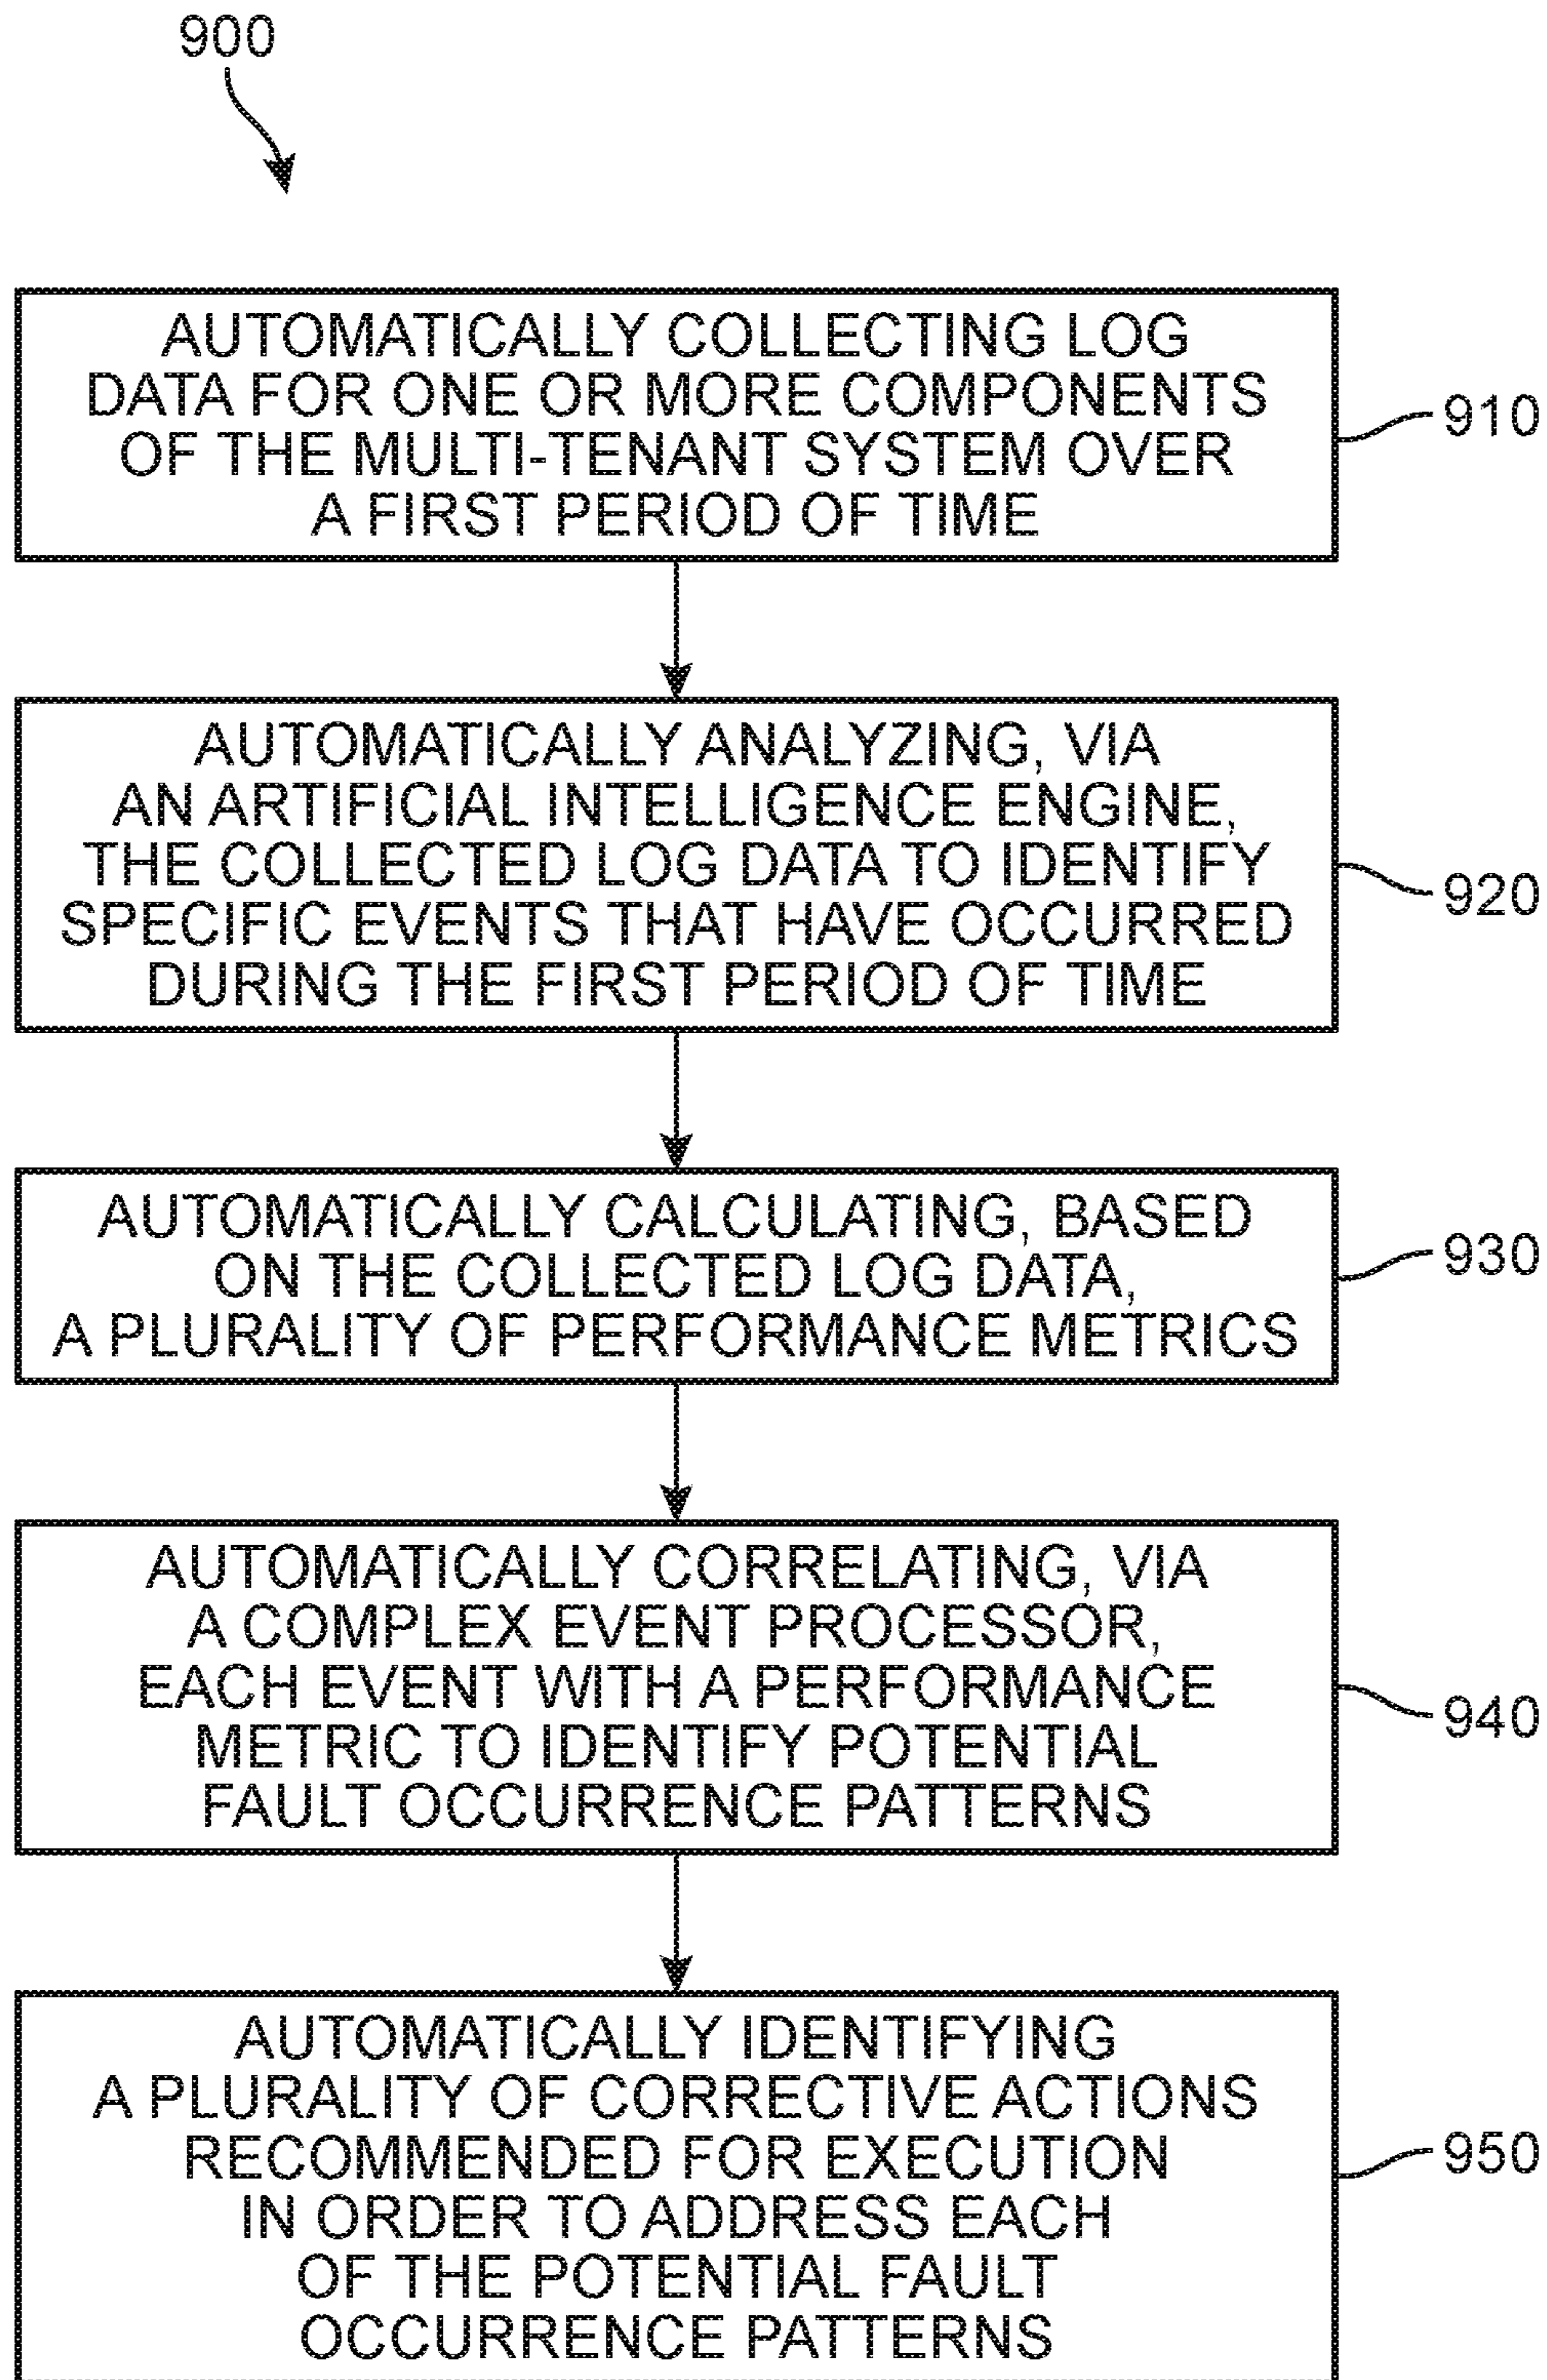 900
AUTOMATICALLY COLLECTING LOG
DATA FOR ONE OR MORE COMPONENTS
OF THE MULTI-TENANT SYSTEM OVER
A FIRST PERIOD OF TIME
910
AUTOMATICALLY ANALYZING, VIA
AN ARTIFICIAL INTELLIGENCE ENGINE,
THE COLLECTED LOG DATA TO IDENTIFY
SPECIFIC EVENTS THAT HAVE OCCURRED
DURING THE FIRST PERIOD OF TIME
920
AUTOMATICALLY CALCULATING, BASED
ON THE COLLECTED LOG DATA,
A PLURALITY OF PERFORMANCE METRICS
930
AUTOMATICALLY CORRELATING, VIA
A COMPLEX EVENT PROCESSOR,
EACH EVENT WITH A PERFORMANCE
METRIC TO IDENTIFY POTENTIAL
FAULT OCCURRENCE PATTERNS
940
AUTOMATICALLY IDENTIFYING
A PLURALITY OF CORRECTIVE ACTIONS
RECOMMENDED FOR EXECUTION
IN ORDER TO ADDRESS EACH
OF THE POTENTIAL FAULT
OCCURRENCE PATTERNS
950